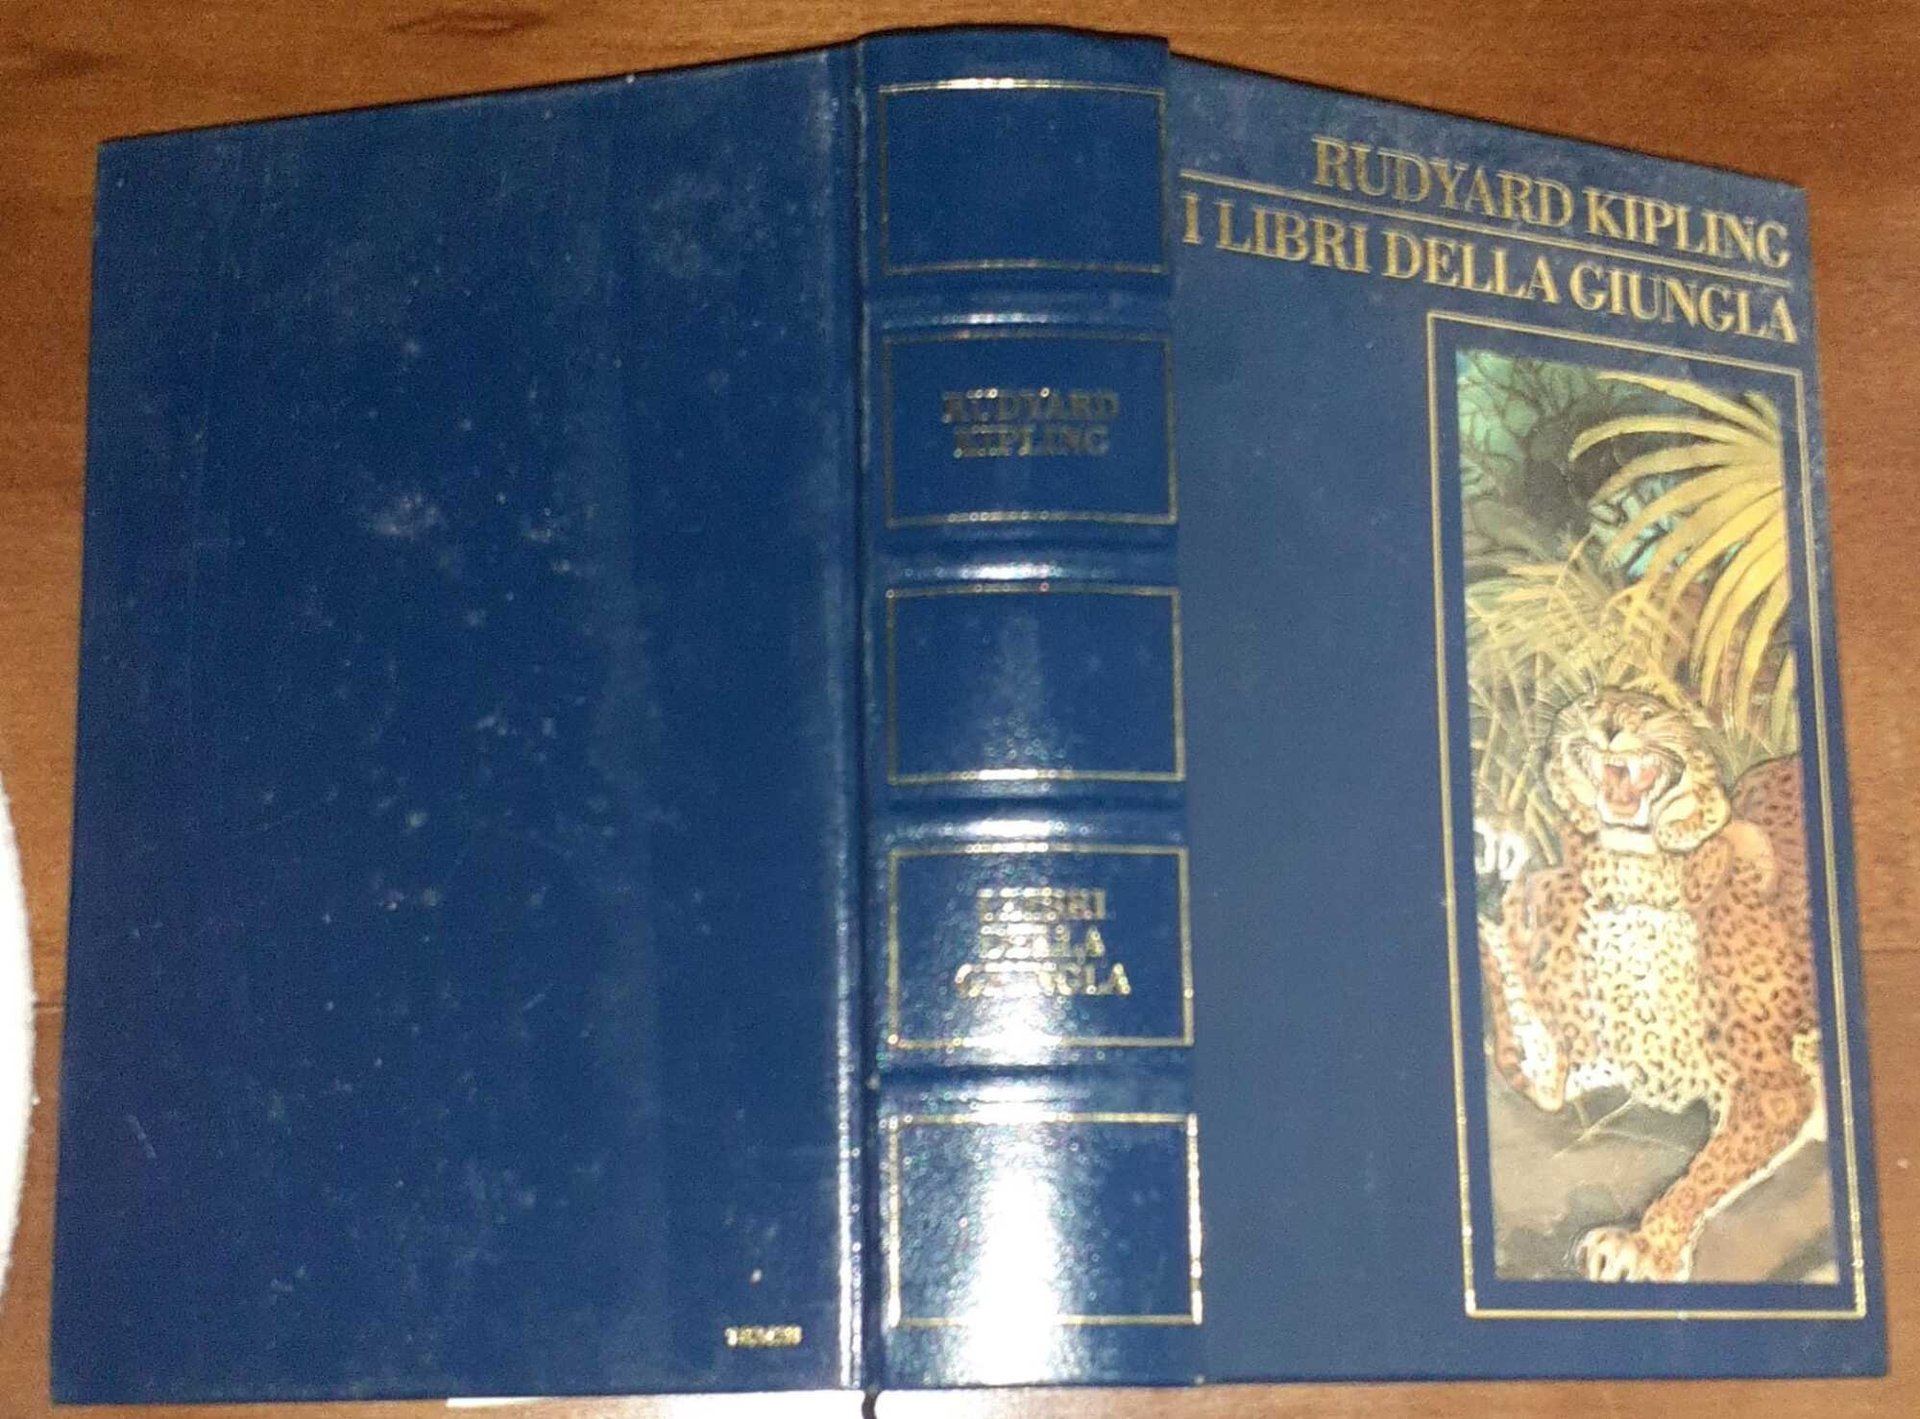 RUDYARD KIPLING
I LIBRI DELLA GIUNGLA
RUDYARD
KIPLING
I LIBRI
DELLA
GIUNGLA